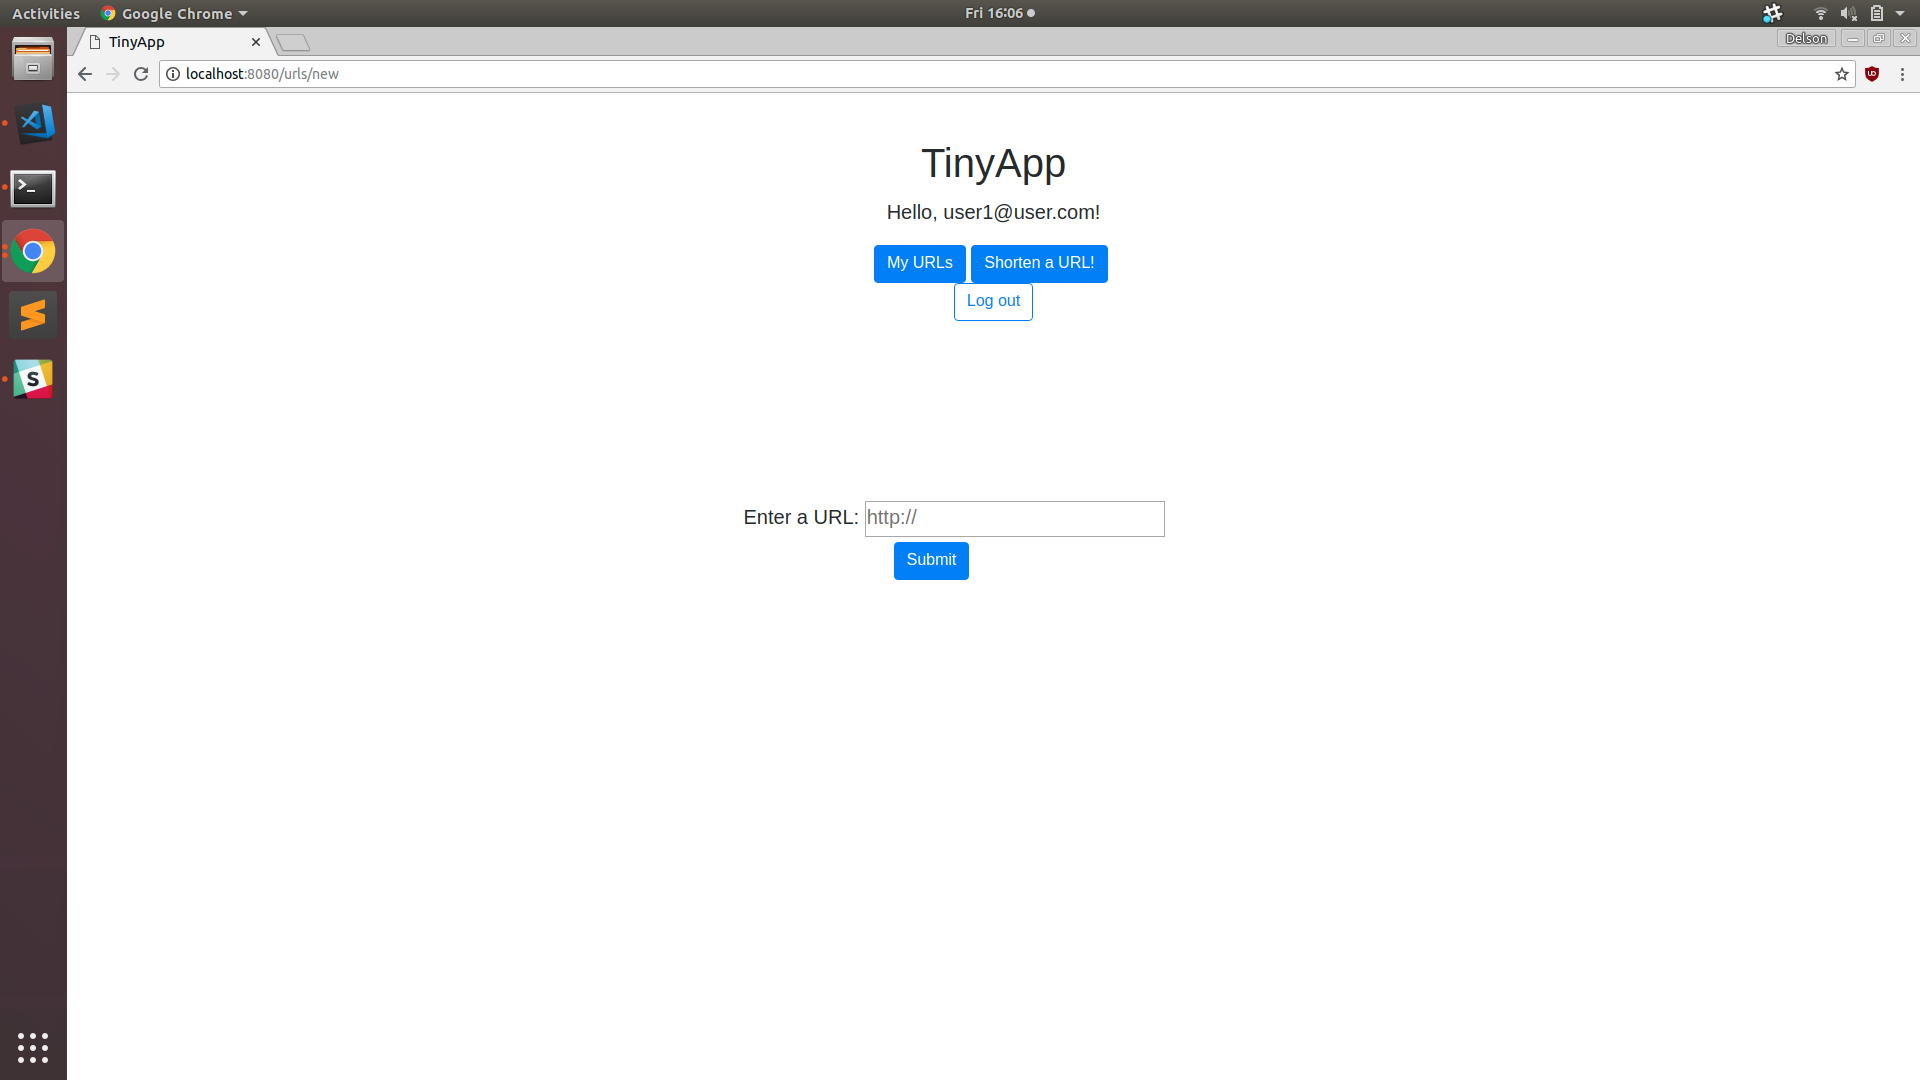 Activities Google Chrome Fri 16:06
TinyApp Delson
localhost:8080/urls/new
TinyApp
Hello, user1@user.com!
My URLs Shorten a URL!
Log out
Enter a URL: http://
Submit